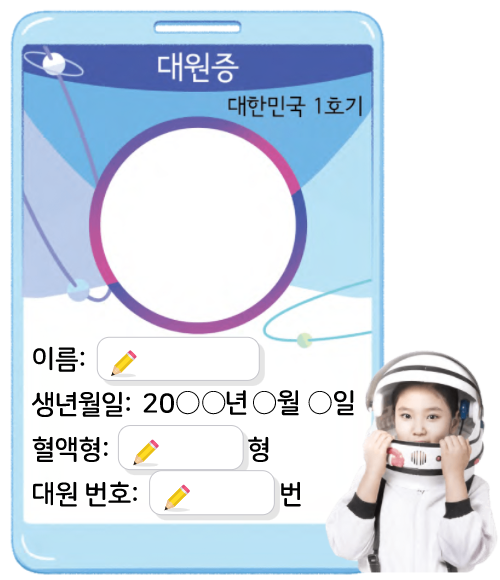 대원증
대한민국 1호기
이름:
생년월일: 20○○년 ○월 ○일
혈액형: 형
대원 번호: 번